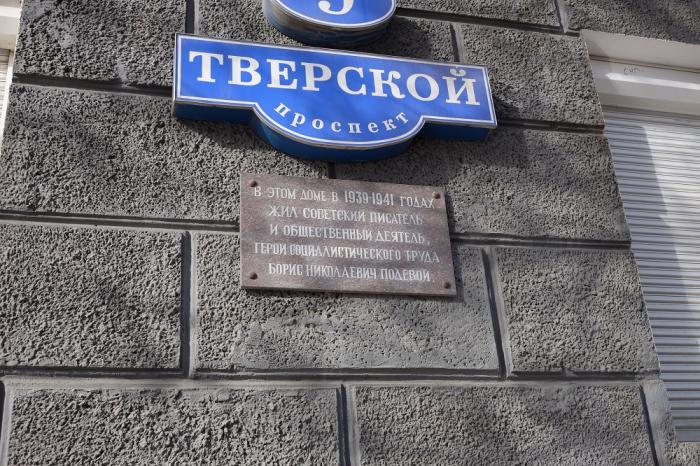 ТВЕРСКОЙ
проспект
В ЭТОМ ДОМЕ В 1939-1941 ГОДАХ
ЖИЛ СОВЕТСКИЙ ПИСАТЕЛЬ
И ОБЩЕСТВЕННЫЙ ДЕЯТЕЛЬ,
ГЕРОЙ СОЦИАЛИСТИЧЕСКОГО ТРУДА
БОРИС НИКОЛАЕВИЧ ПОЛЕВОЙ